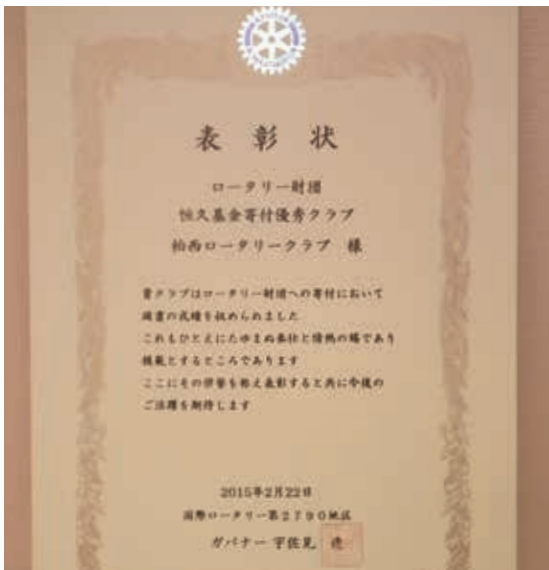 表彰状
ロータリー財団
恒久基金寄付優秀クラブ
柏西ロータリークラブ 様
貴クラブはロータリー財団への寄付において
頭書の成績を収められました
これもひとえにたゆまぬ奉仕と情熱の賜であり
模範とするところであります
ここにその伊誉を称え表彰すると共に今後の
ご活躍を期待します
2015年2月22日
国際ロータリー第2790地区
ガバナー 宇佐見 透